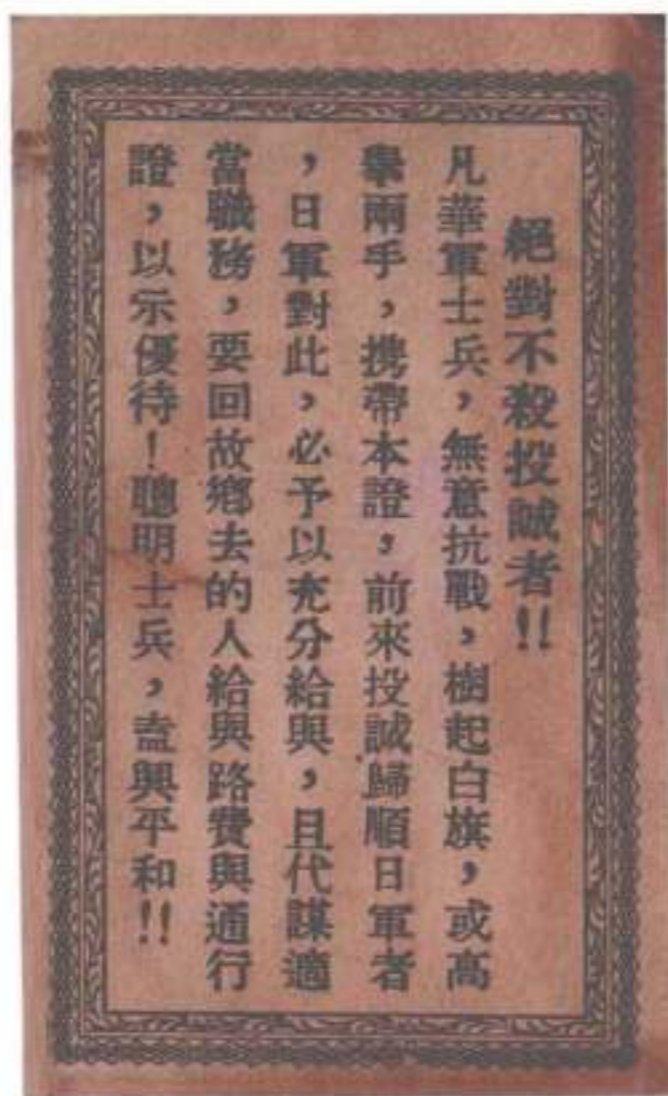 絕對不殺投誠者!!
凡華軍士兵，無意抗戰，樹起白旗，或高
舉兩手，携帶本證，前來投誠歸順日軍者
，日軍對此，必予以充分給與，且代謀適
當職務，要回故鄉去的人給與路費與通行
證，以示優待！聰明士兵，盍興平和!!